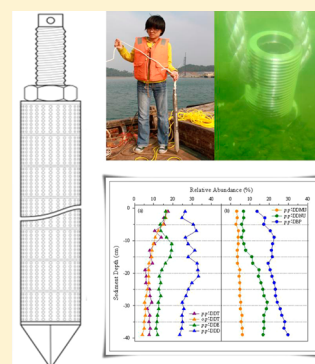 Relative Abundance (%)
0 10 20 30 40 0 10 20 30 40
(a) (b)
p,p'-DDMU
p,p'-DDNU
p,p'-DBP
Sediment Depth (cm)
0
-10
-20
-30
-40
p,p'-DDT
o,p'-DDT
p,p'-DDE
p,p'-DDD